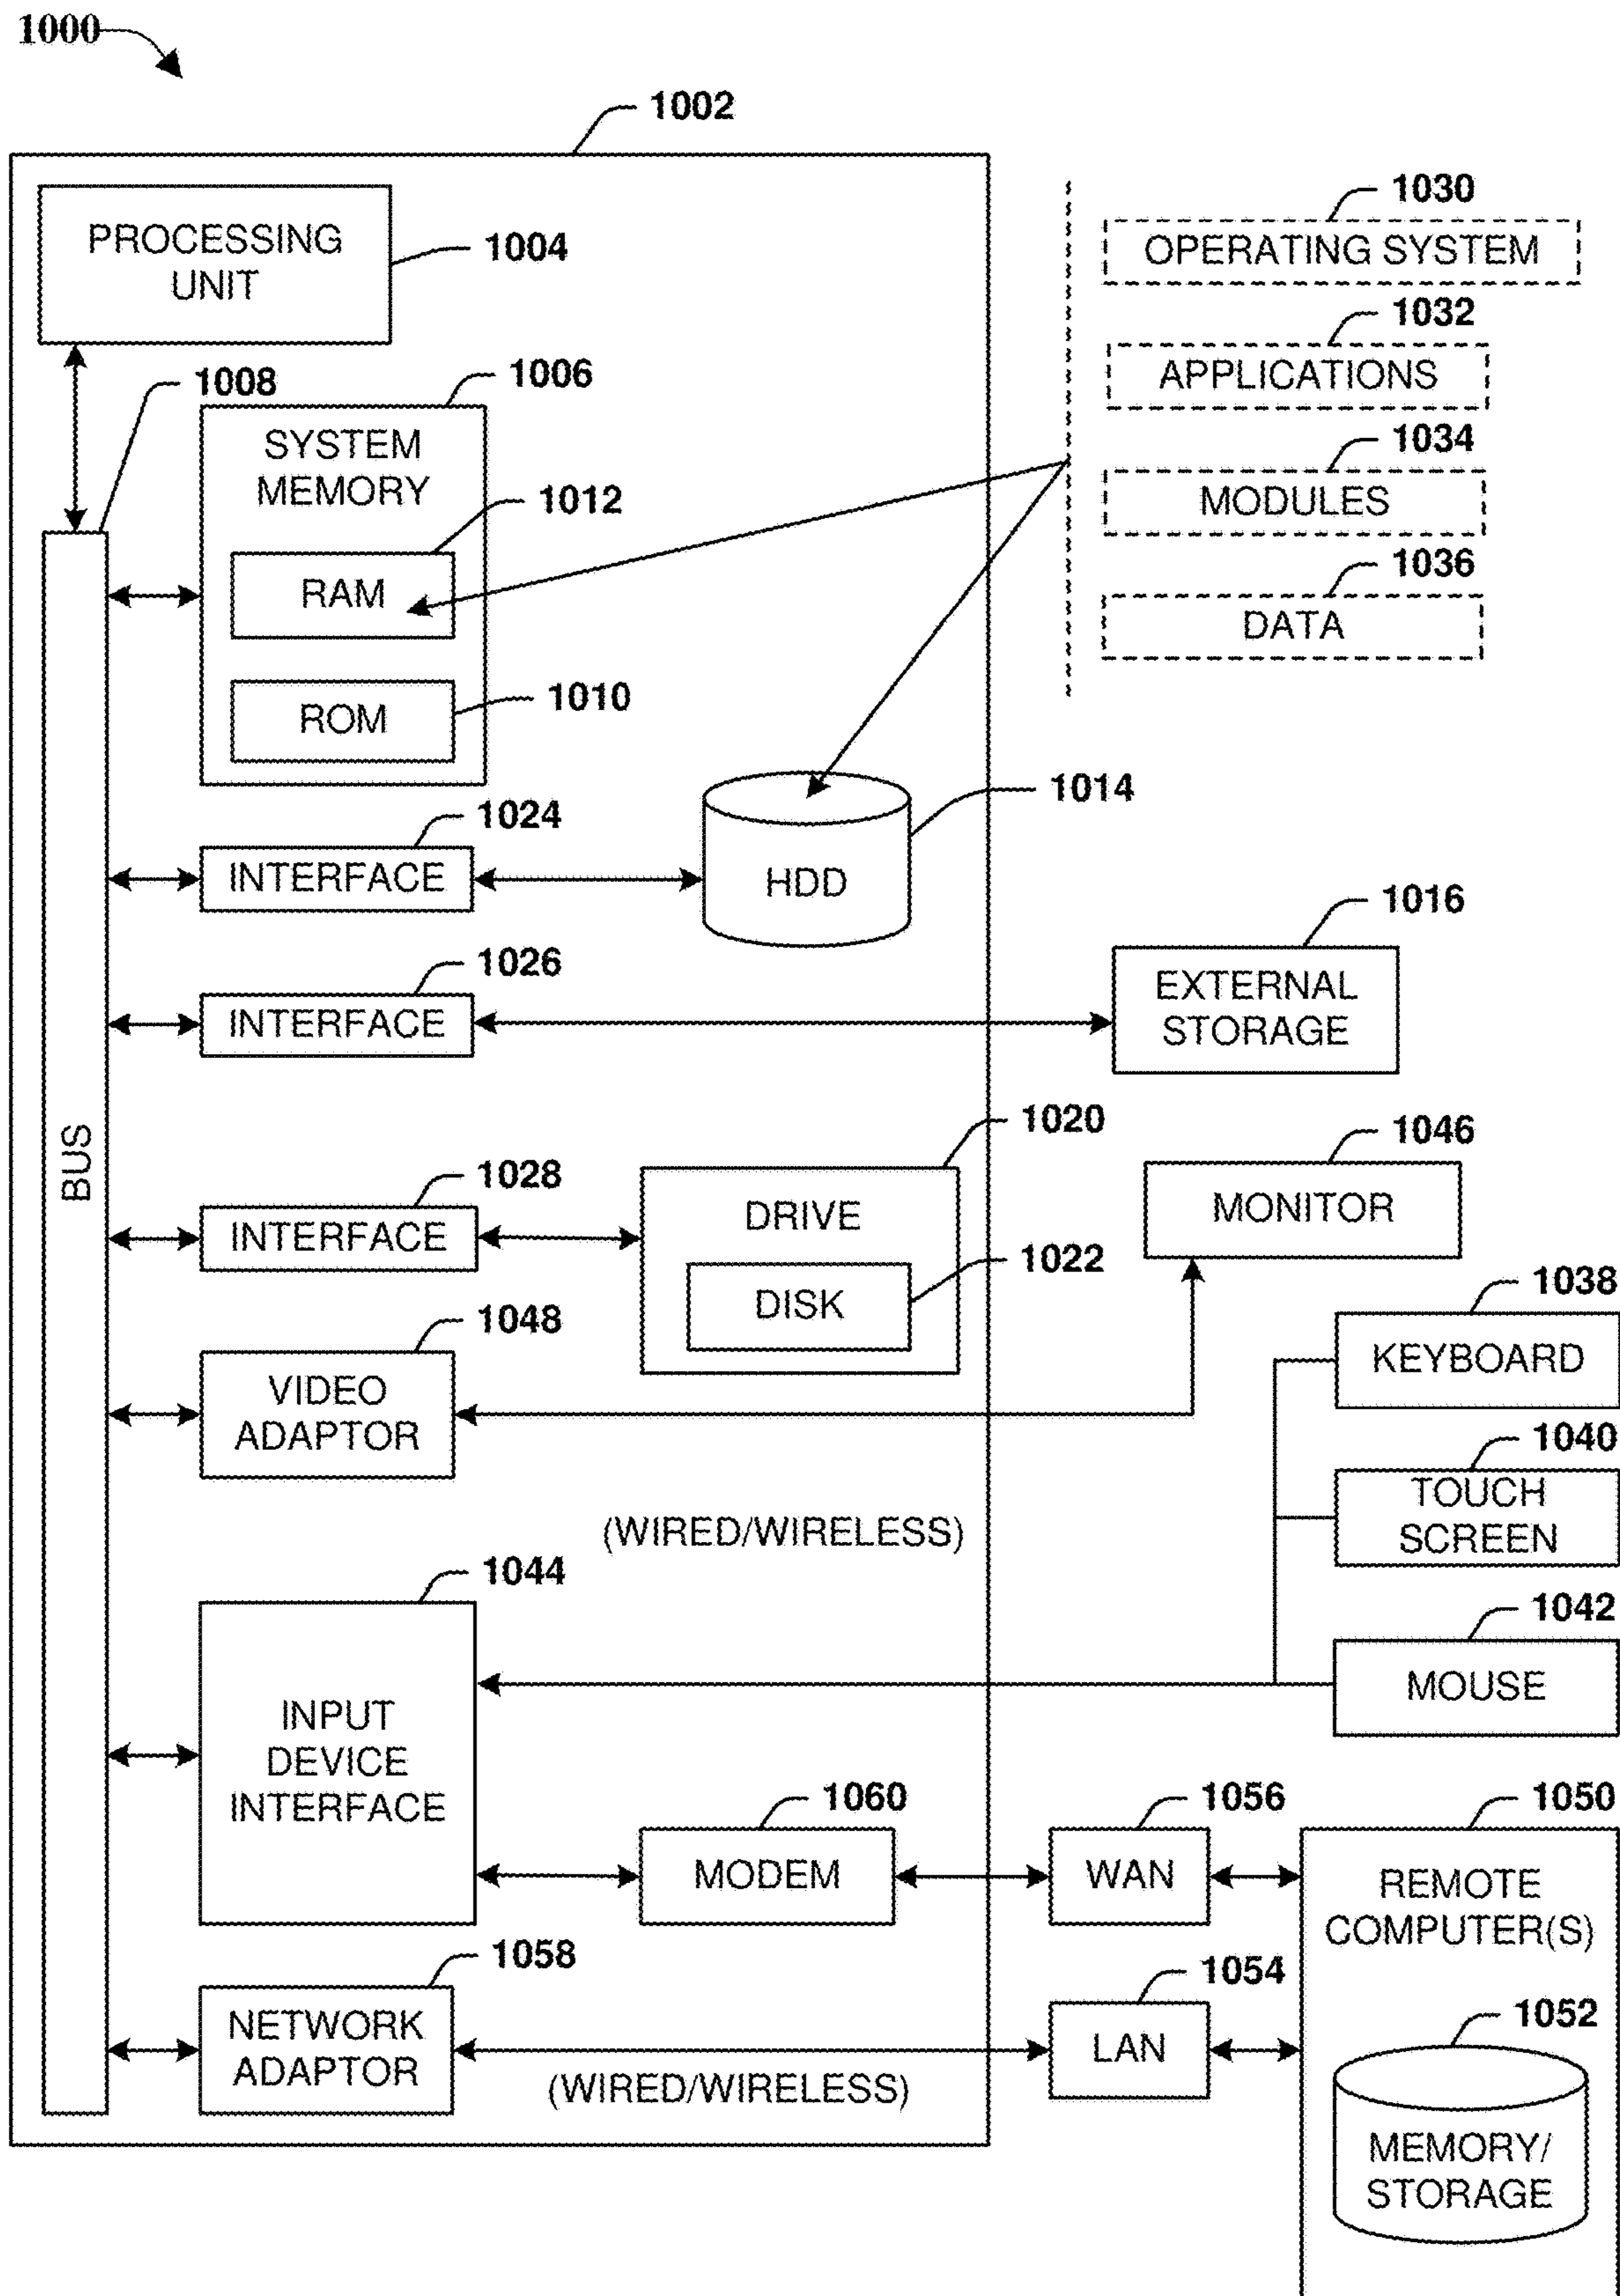 1000
1002
PROCESSING
UNIT
1004
1030
OPERATING SYSTEM
1032
APPLICATIONS
1034
MODULES
1036
DATA
1008
1006
SYSTEM
MEMORY
1012
RAM
1010
ROM
1014
HDD
1024
INTERFACE
1016
EXTERNAL
STORAGE
1026
INTERFACE
BUS
1020
DRIVE
1022
DISK
1028
INTERFACE
1046
MONITOR
1048
VIDEO
ADAPTOR
1038
KEYBOARD
1040
TOUCH
SCREEN
(WIRED/WIRELESS)
1042
MOUSE
1044
INPUT
DEVICE
INTERFACE
1060
MODEM
1056
WAN
1050
REMOTE
COMPUTER(S)
1058
NETWORK
ADAPTOR
(WIRED/WIRELESS)
1054
LAN
1052
MEMORY/
STORAGE